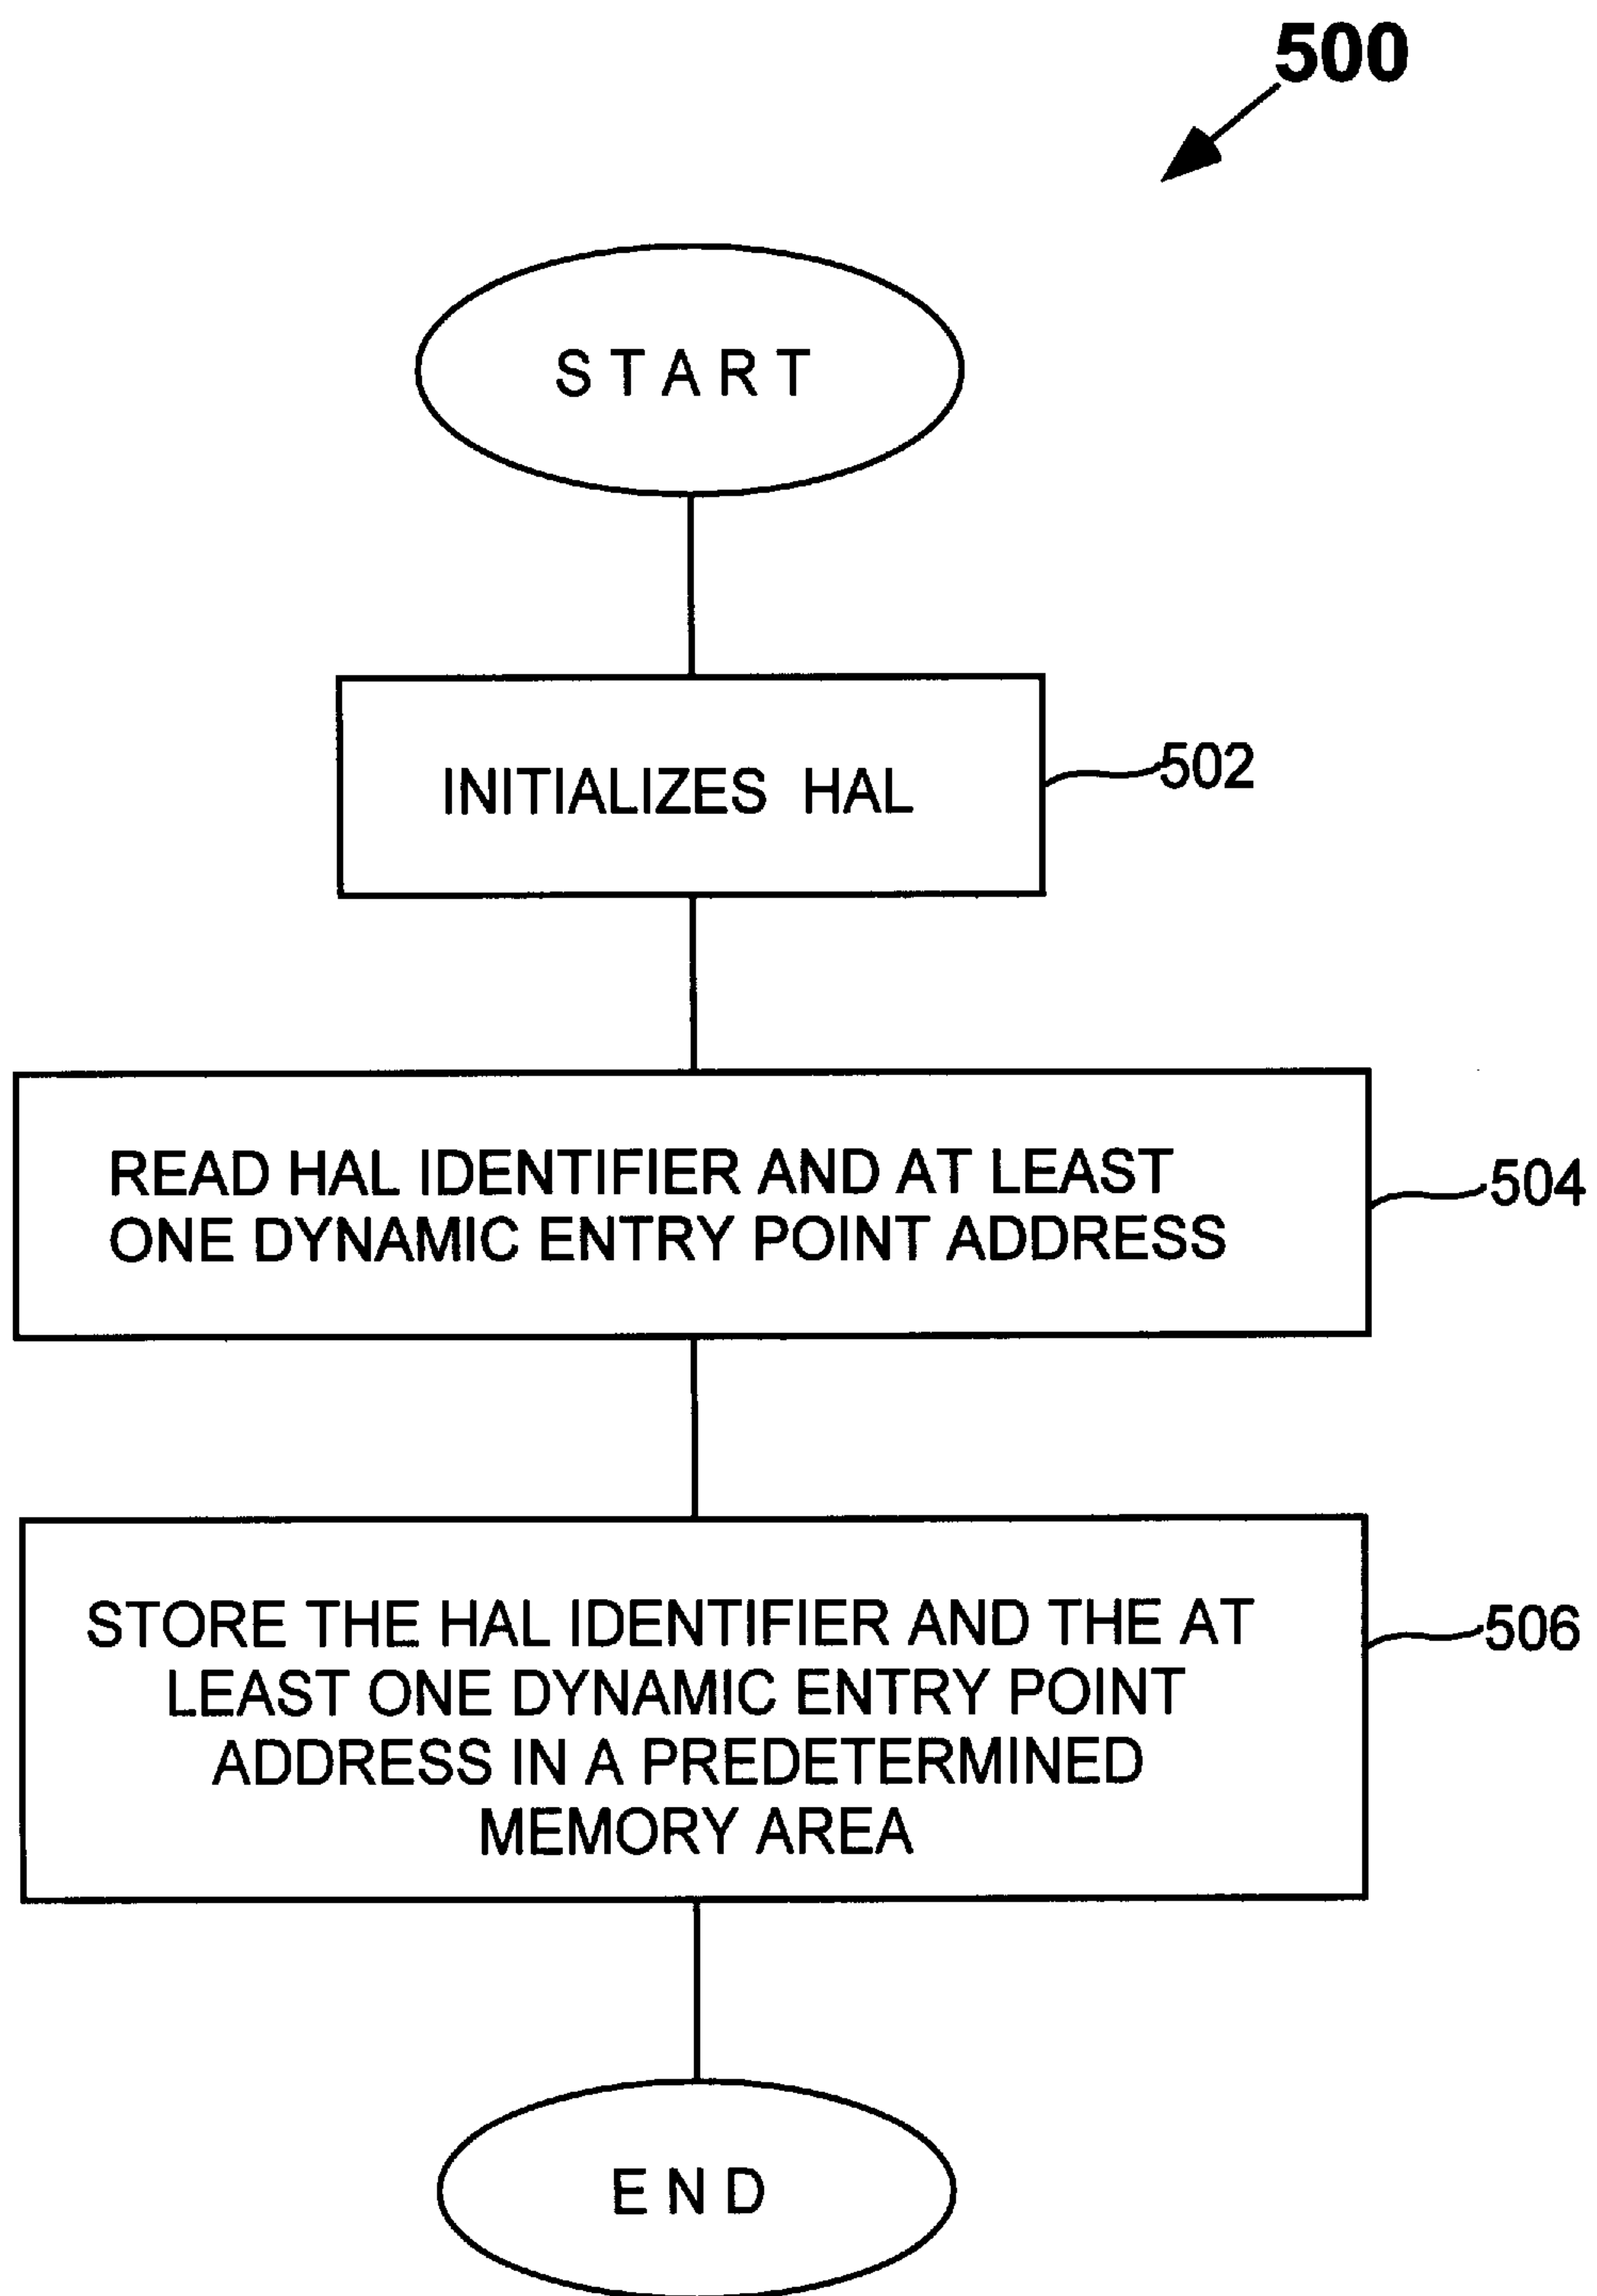 500
START
INITIALIZES HAL
502
READ HAL IDENTIFIER AND AT LEAST
ONE DYNAMIC ENTRY POINT ADDRESS
504
STORE THE HAL IDENTIFIER AND THE AT
LEAST ONE DYNAMIC ENTRY POINT
ADDRESS IN A PREDETERMINED
MEMORY AREA
506
END